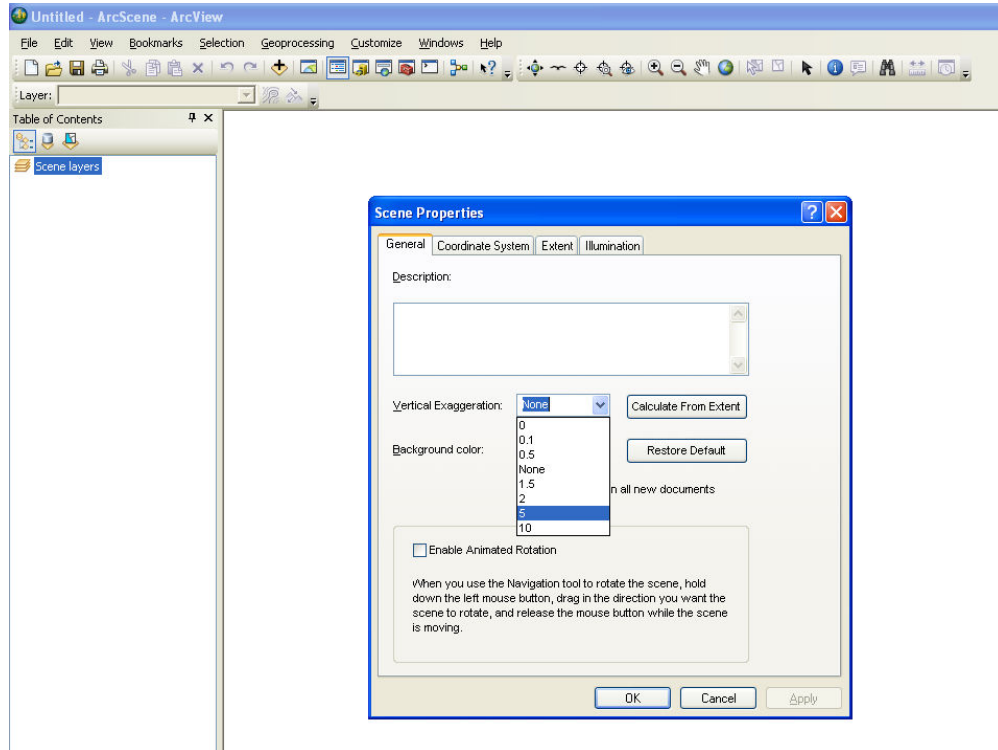 Untitled - ArcScene - ArcView
File Edit View Bookmarks Selection Geoprocessing Customize Windows Help
Layer:
Table of Contents
Scene layers
Scene Properties
General Coordinate System Extent Illumination
Description:
Vertical Exaggeration: None Calculate From Extent
0
0.1
Background color: 0.5 Restore Default
None
1.5 n all new documents
2
5
10
Enable Animated Rotation
When you use the Navigation tool to rotate the scene, hold
down the left mouse button, drag in the direction you want the
scene to rotate, and release the mouse button while the scene
is moving.
OK Cancel Apply